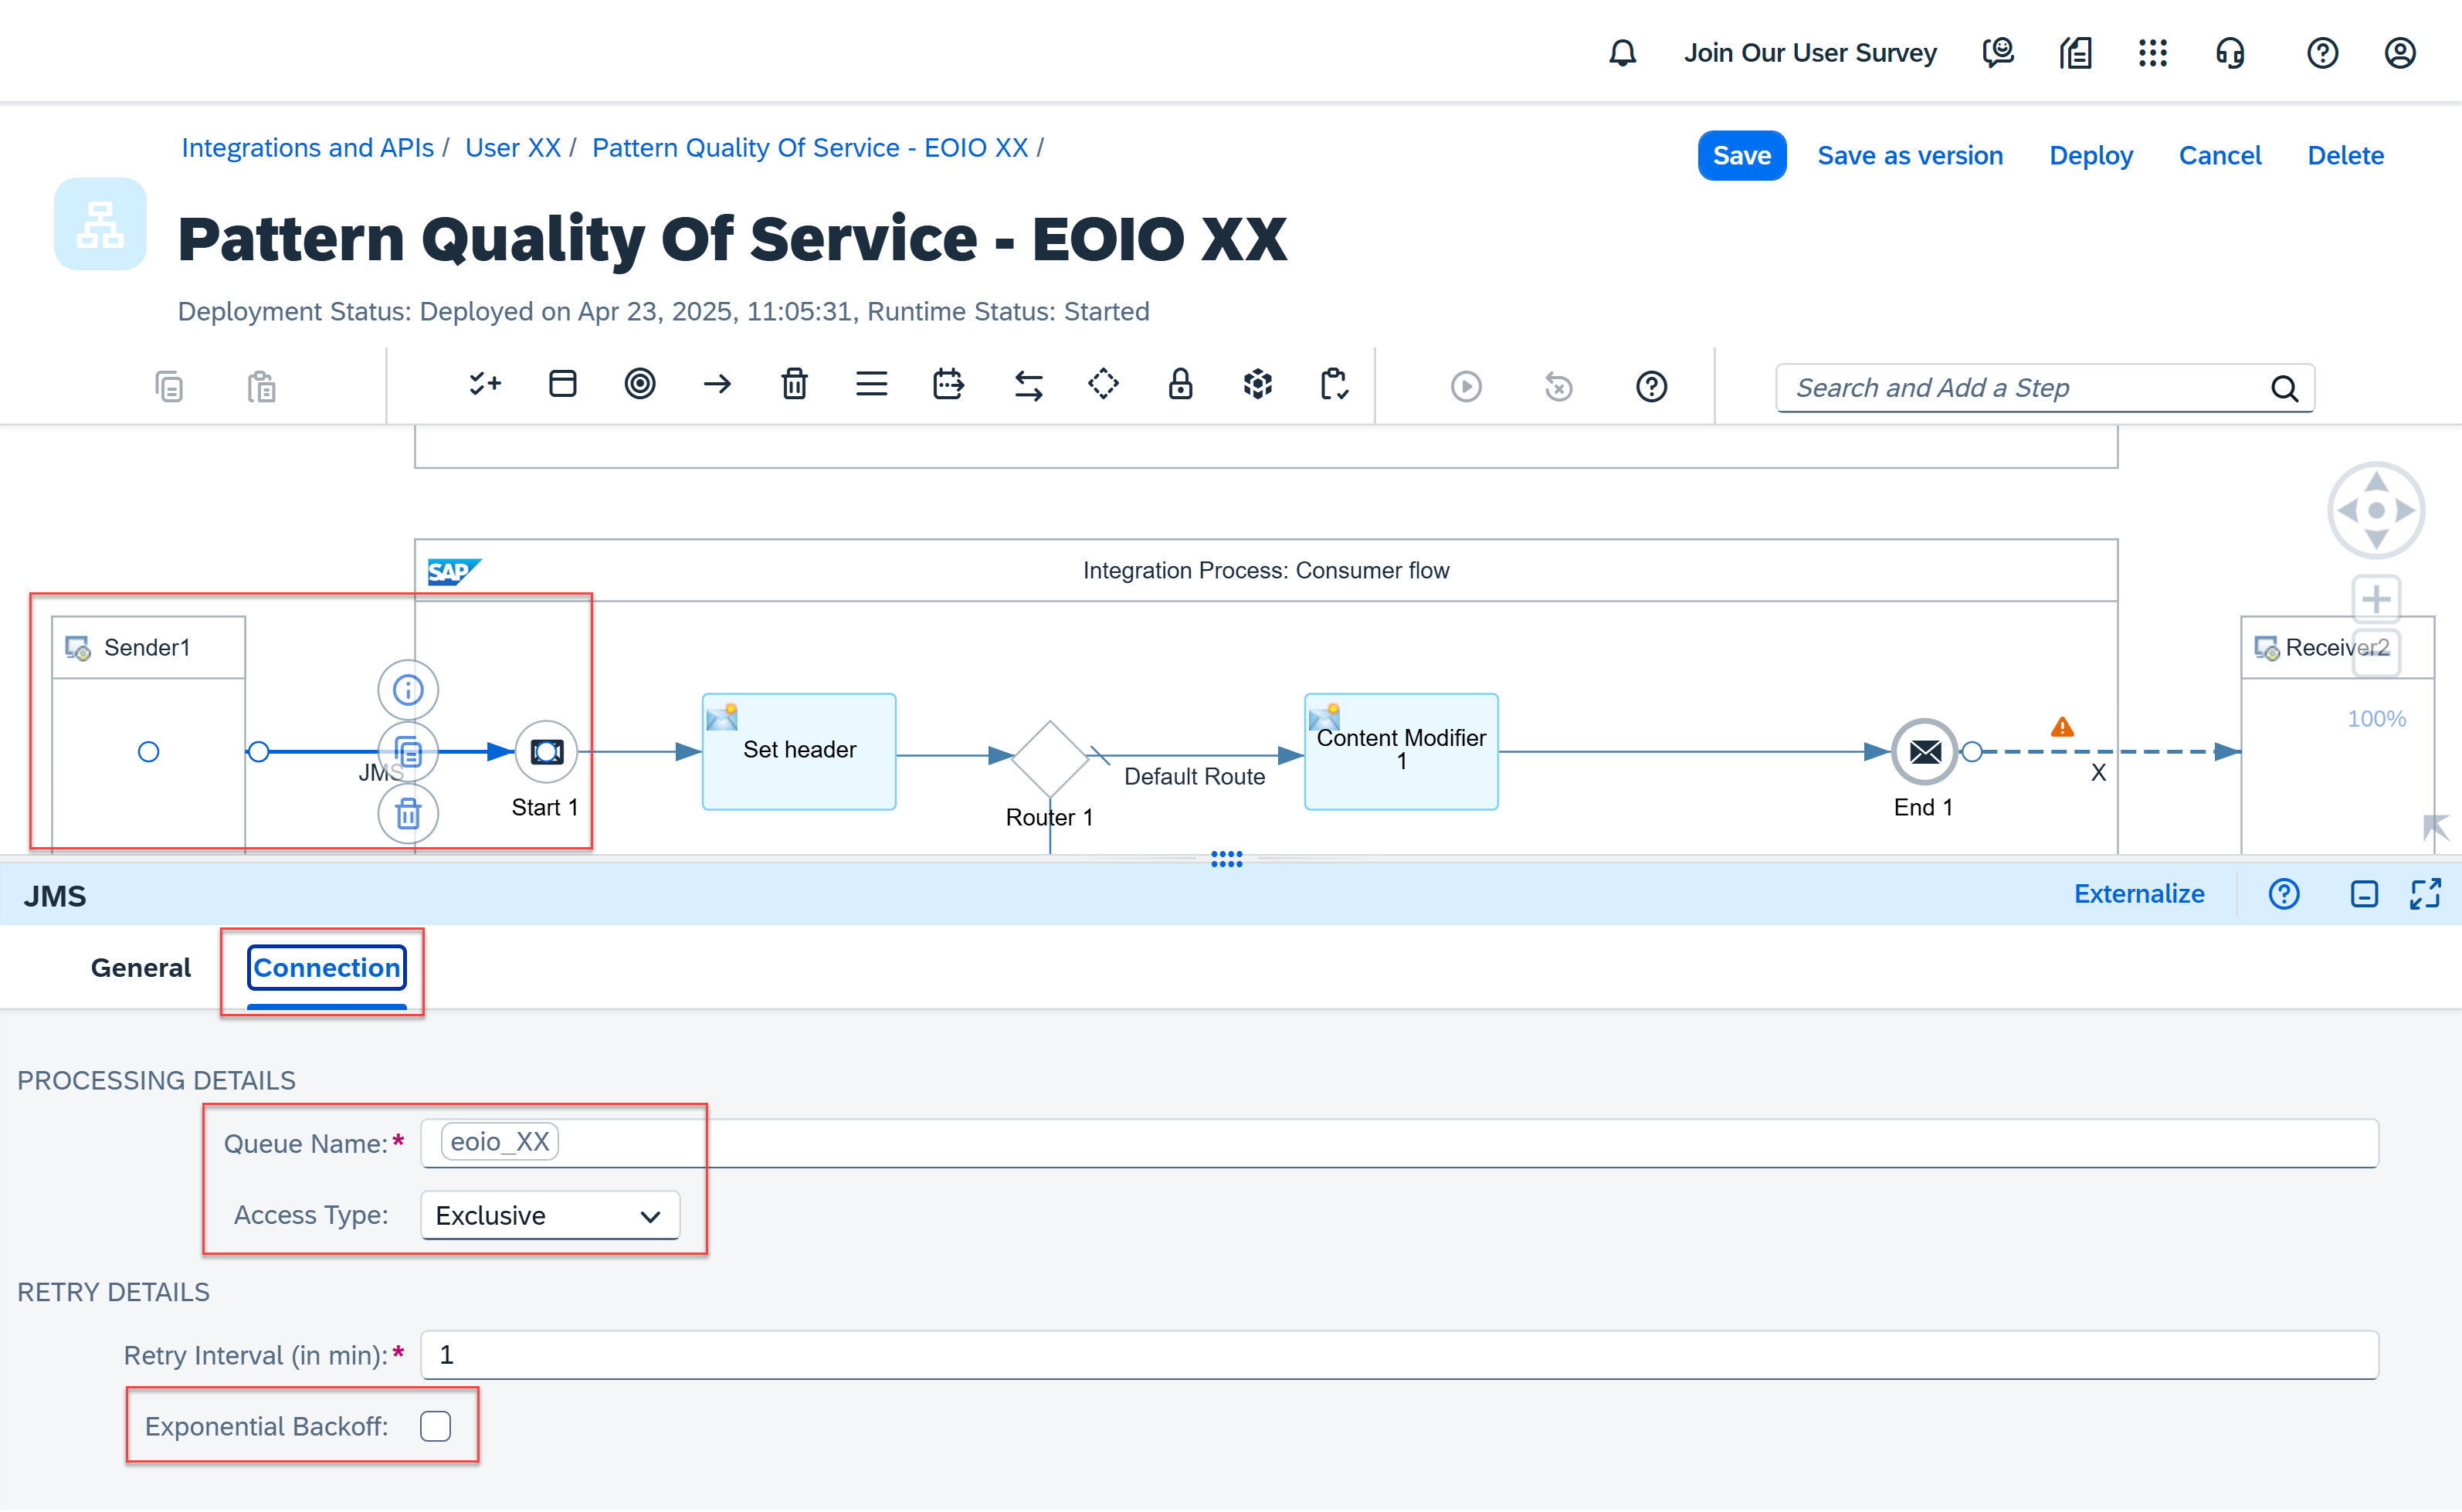 Join Our User Survey
Integrations and APIs / User XX / Pattern Quality Of Service - EOIO XX /
Save Save as version Deploy Cancel Delete
Pattern Quality Of Service - EOIO XX
Deployment Status: Deployed on Apr 23, 2025, 11:05:31, Runtime Status: Started
Search and Add a Step
SAP Integration Process: Consumer flow
Sender1
Receiver2
100%
Set header
Content Modifier
1
JMS
Default Route
X
Start 1
Router 1
End 1
JMS
Externalize
General Connection
PROCESSING DETAILS
Queue Name:* eoio_XX
Access Type: Exclusive
RETRY DETAILS
Retry Interval (in min):* 1
Exponential Backoff: